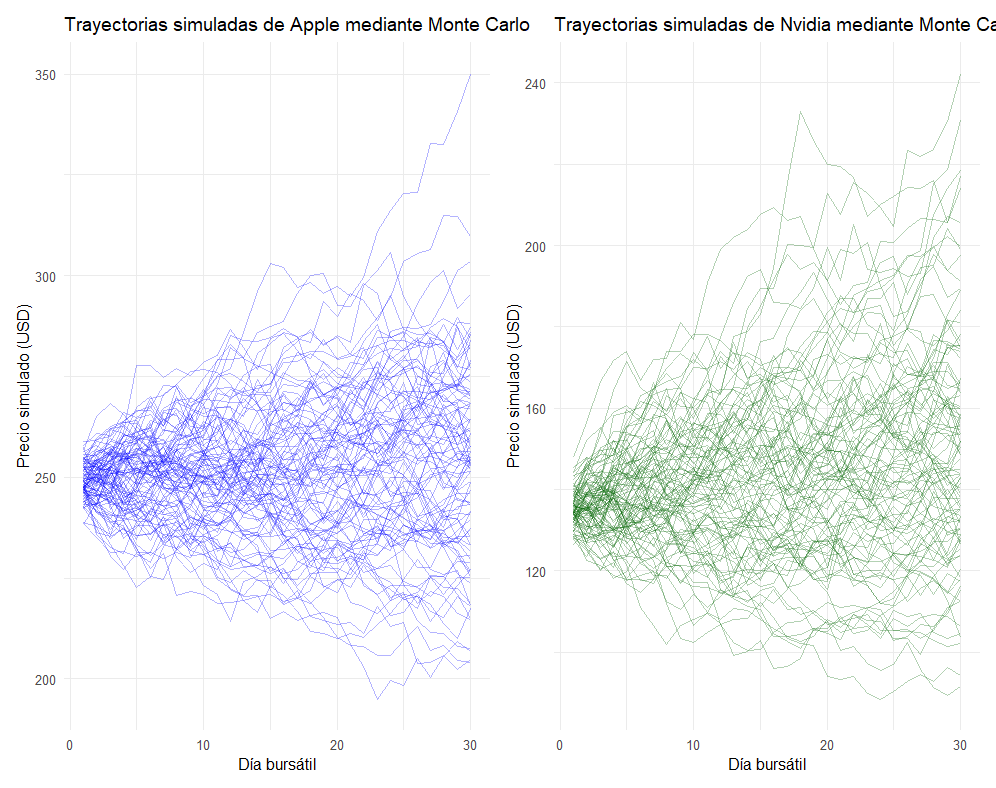 Trayectorias simuladas de Apple mediante Monte Carlo
Trayectorias simuladas de Nvidia mediante Monte Ca
Precio simulado (USD)
350
300
250
200
0 10 20 30
Día bursátil
Precio simulado (USD)
240
200
160
120
0 10 20 30
Día bursátil